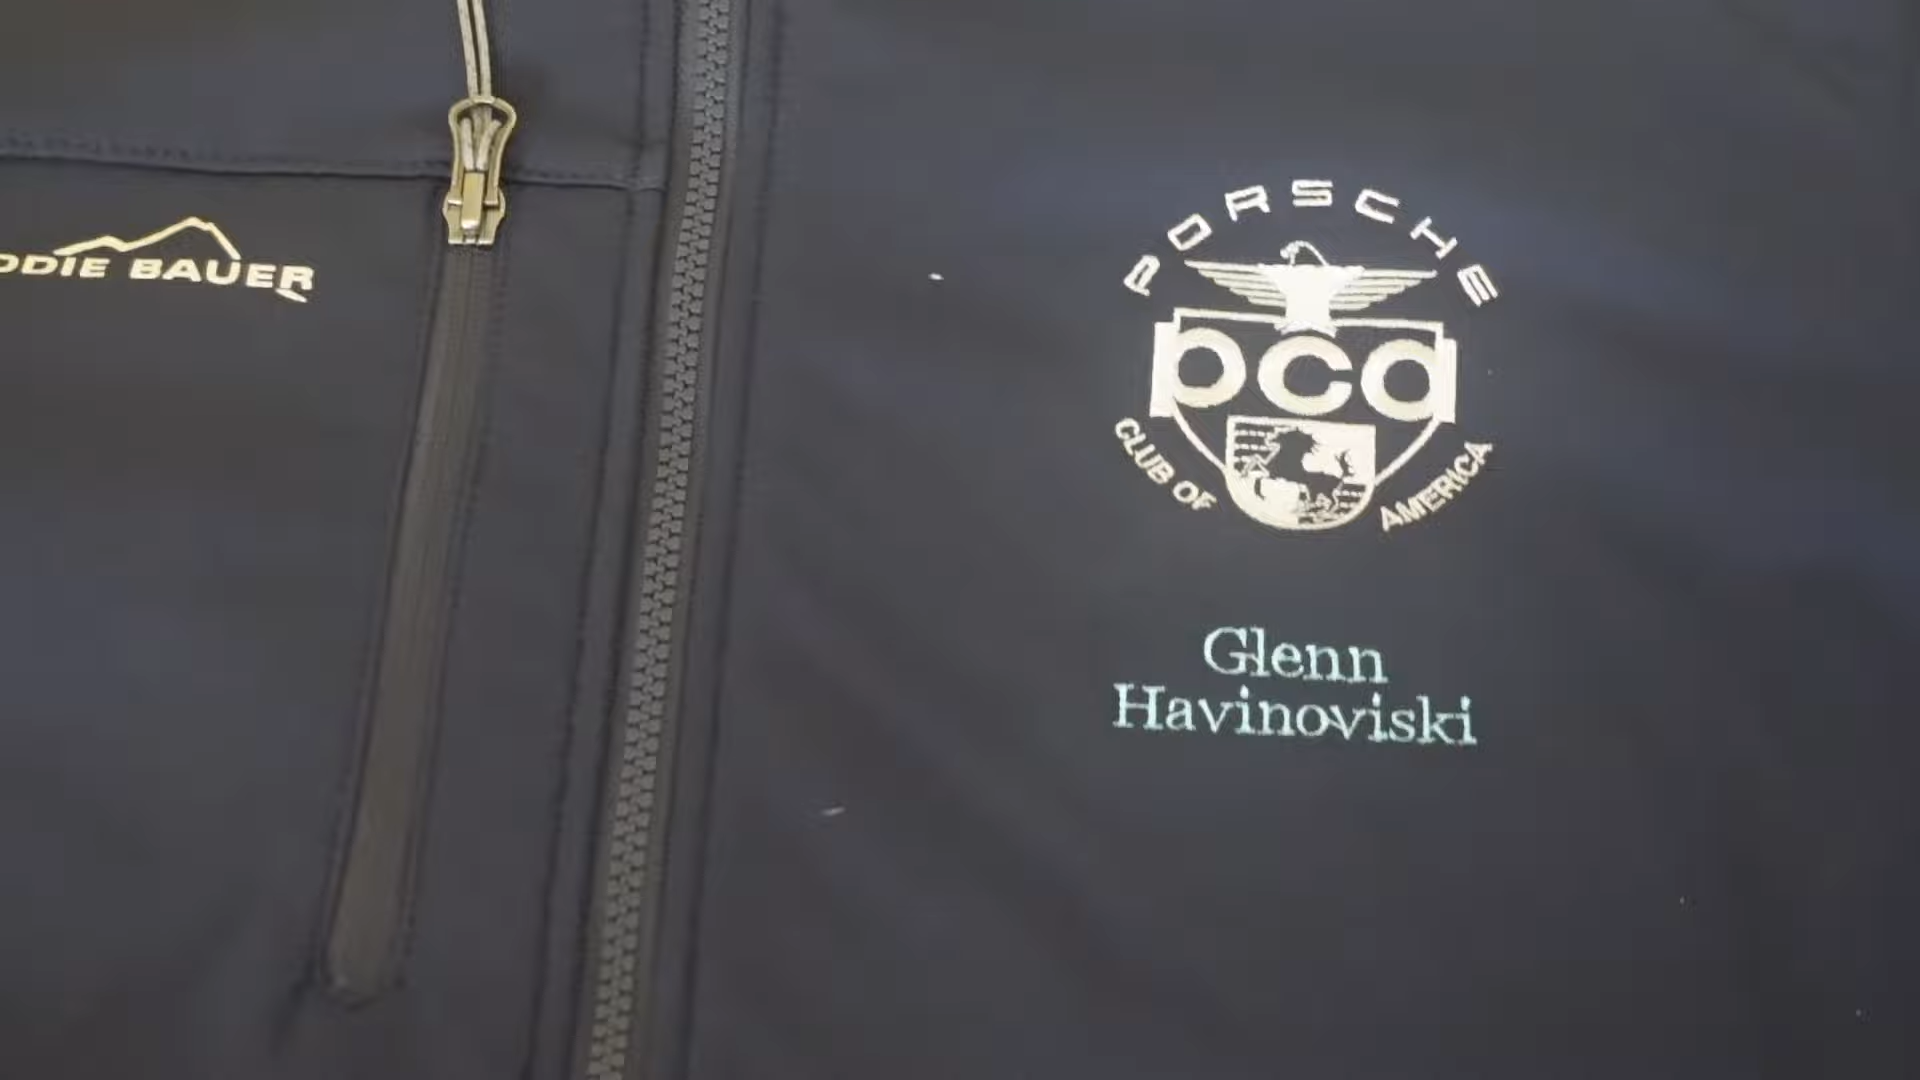 DDIE BAUER
PORSCHE
pca
CLUB OF AMERICA
Glenn
Havinoviski